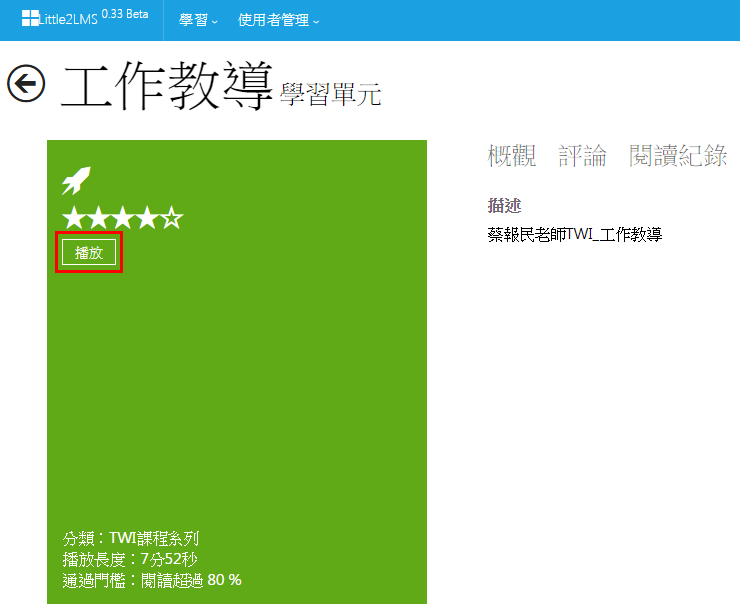 Little2LMS 0.33 Beta 學習 使用者管理
工作教導 學習單元
播放
分類：TWI課程系列
播放長度：7分52秒
通過門檻：閱讀超過 80 %
概觀 評論 閱讀紀錄
描述
蔡報民老師TWI_工作教導